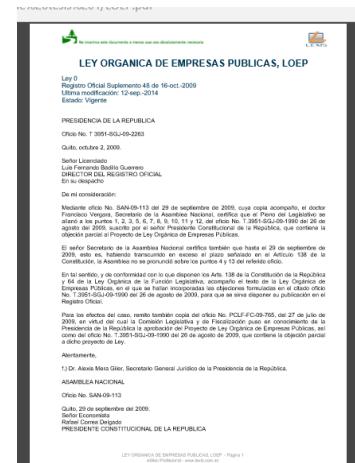 No imprima este documento a menos que sea absolutamente necesario
LEXIS
LEY ORGANICA DE EMPRESAS PUBLICAS, LOEP
Ley 0
Registro Oficial Suplemento 48 de 16-oct.-2009
Ultima modificación: 12-sep.-2014
Estado: Vigente
PRESIDENCIA DE LA REPUBLICA
Oficio No. T 3951-SGJ-09-2263
Quito, octubre 2, 2009.
Señor Licenciado
Luis Fernando Badillo Guerrero
DIRECTOR DEL REGISTRO OFICIAL
En su despacho
De mi consideración:
Mediante oficio No. SAN-09-113 del 29 de septiembre de 2009, cuya copia acompaño, el doctor
Francisco Vergara, Secretario de la Asamblea Nacional, certifica que el Pleno del Legislativo se
allanó a los puntos 1, 2, 3, 5, 6, 7, 8, 9, 10, 11 y 12, del oficio No. T.3951-SGJ-09-1990 del 26 de
agosto del 2009, suscrito por el señor Presidente Constitucional de la República, que contiene la
objeción parcial al Proyecto de Ley Orgánica de Empresas Públicas.
El señor Secretario de la Asamblea Nacional certifica también que hasta el 29 de septiembre de
2009, esto es, habiendo transcurrido en exceso el plazo señalado en el Artículo 138 de la
Constitución, la Asamblea no se pronunció sobre los puntos 4 y 13 del referido oficio.
En tal sentido, y de conformidad con lo que disponen los Arts. 138 de la Constitución de la República
y 64 de la Ley Orgánica de la Función Legislativa, acompaño el texto de la Ley Orgánica de
Empresas Públicas, en el que se hallan incorporadas las objeciones formuladas en el citado oficio
No. T.3951-SGJ-09-1990 del 26 de agosto de 2009, para que se sirva disponer su publicación en el
Registro Oficial.
Para los efectos del caso, remito también copia del oficio No. PCLF-FC-09-765, del 27 de julio de
2009, en virtud del cual la Comisión Legislativa y de Fiscalización puso en conocimiento de la
Presidencia de la República la aprobación del Proyecto de Ley Orgánica de Empresas Públicas, así
como del oficio No. T.3951-SGJ-09-1990 del 26 de agosto de 2009, que contiene la objeción parcial
a dicho proyecto de Ley.
Atentamente,
f.) Dr. Alexis Mera Giler, Secretario General Jurídico de la Presidencia de la República.
ASAMBLEA NACIONAL
Oficio No. SAN-09-113
Quito, 29 de septiembre del 2009.
Señor Economista
Rafael Correa Delgado
PRESIDENTE CONSTITUCIONAL DE LA REPUBLICA
LEY ORGANICA DE EMPRESAS PUBLICAS, LOEP - Página 1
eSilec Profesional - www.lexis.com.ec